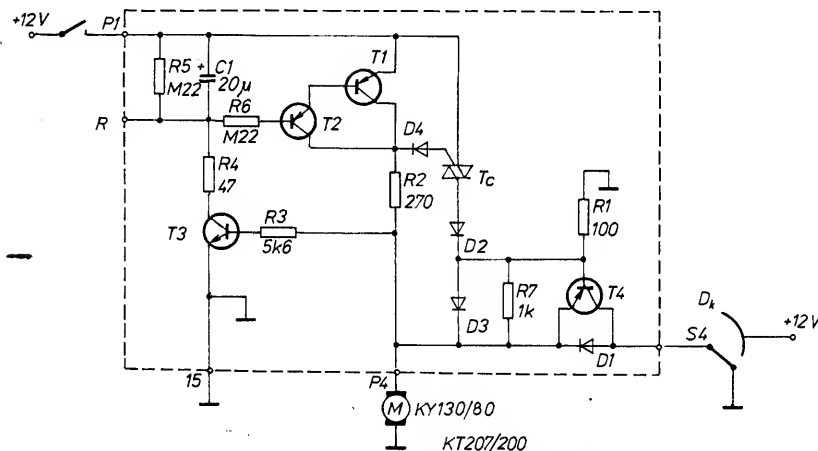 +12V
P1
R5
M22
+
C1
20µ
T1
R
R6
M22
T2
D4
Tc
R4
47
R2
270
R1
100
T3
R3
5k6
D2
R7
1k
T4
Dk
D3
D1
S4
+12V
15
P4
M
KY130/80
KT207/200